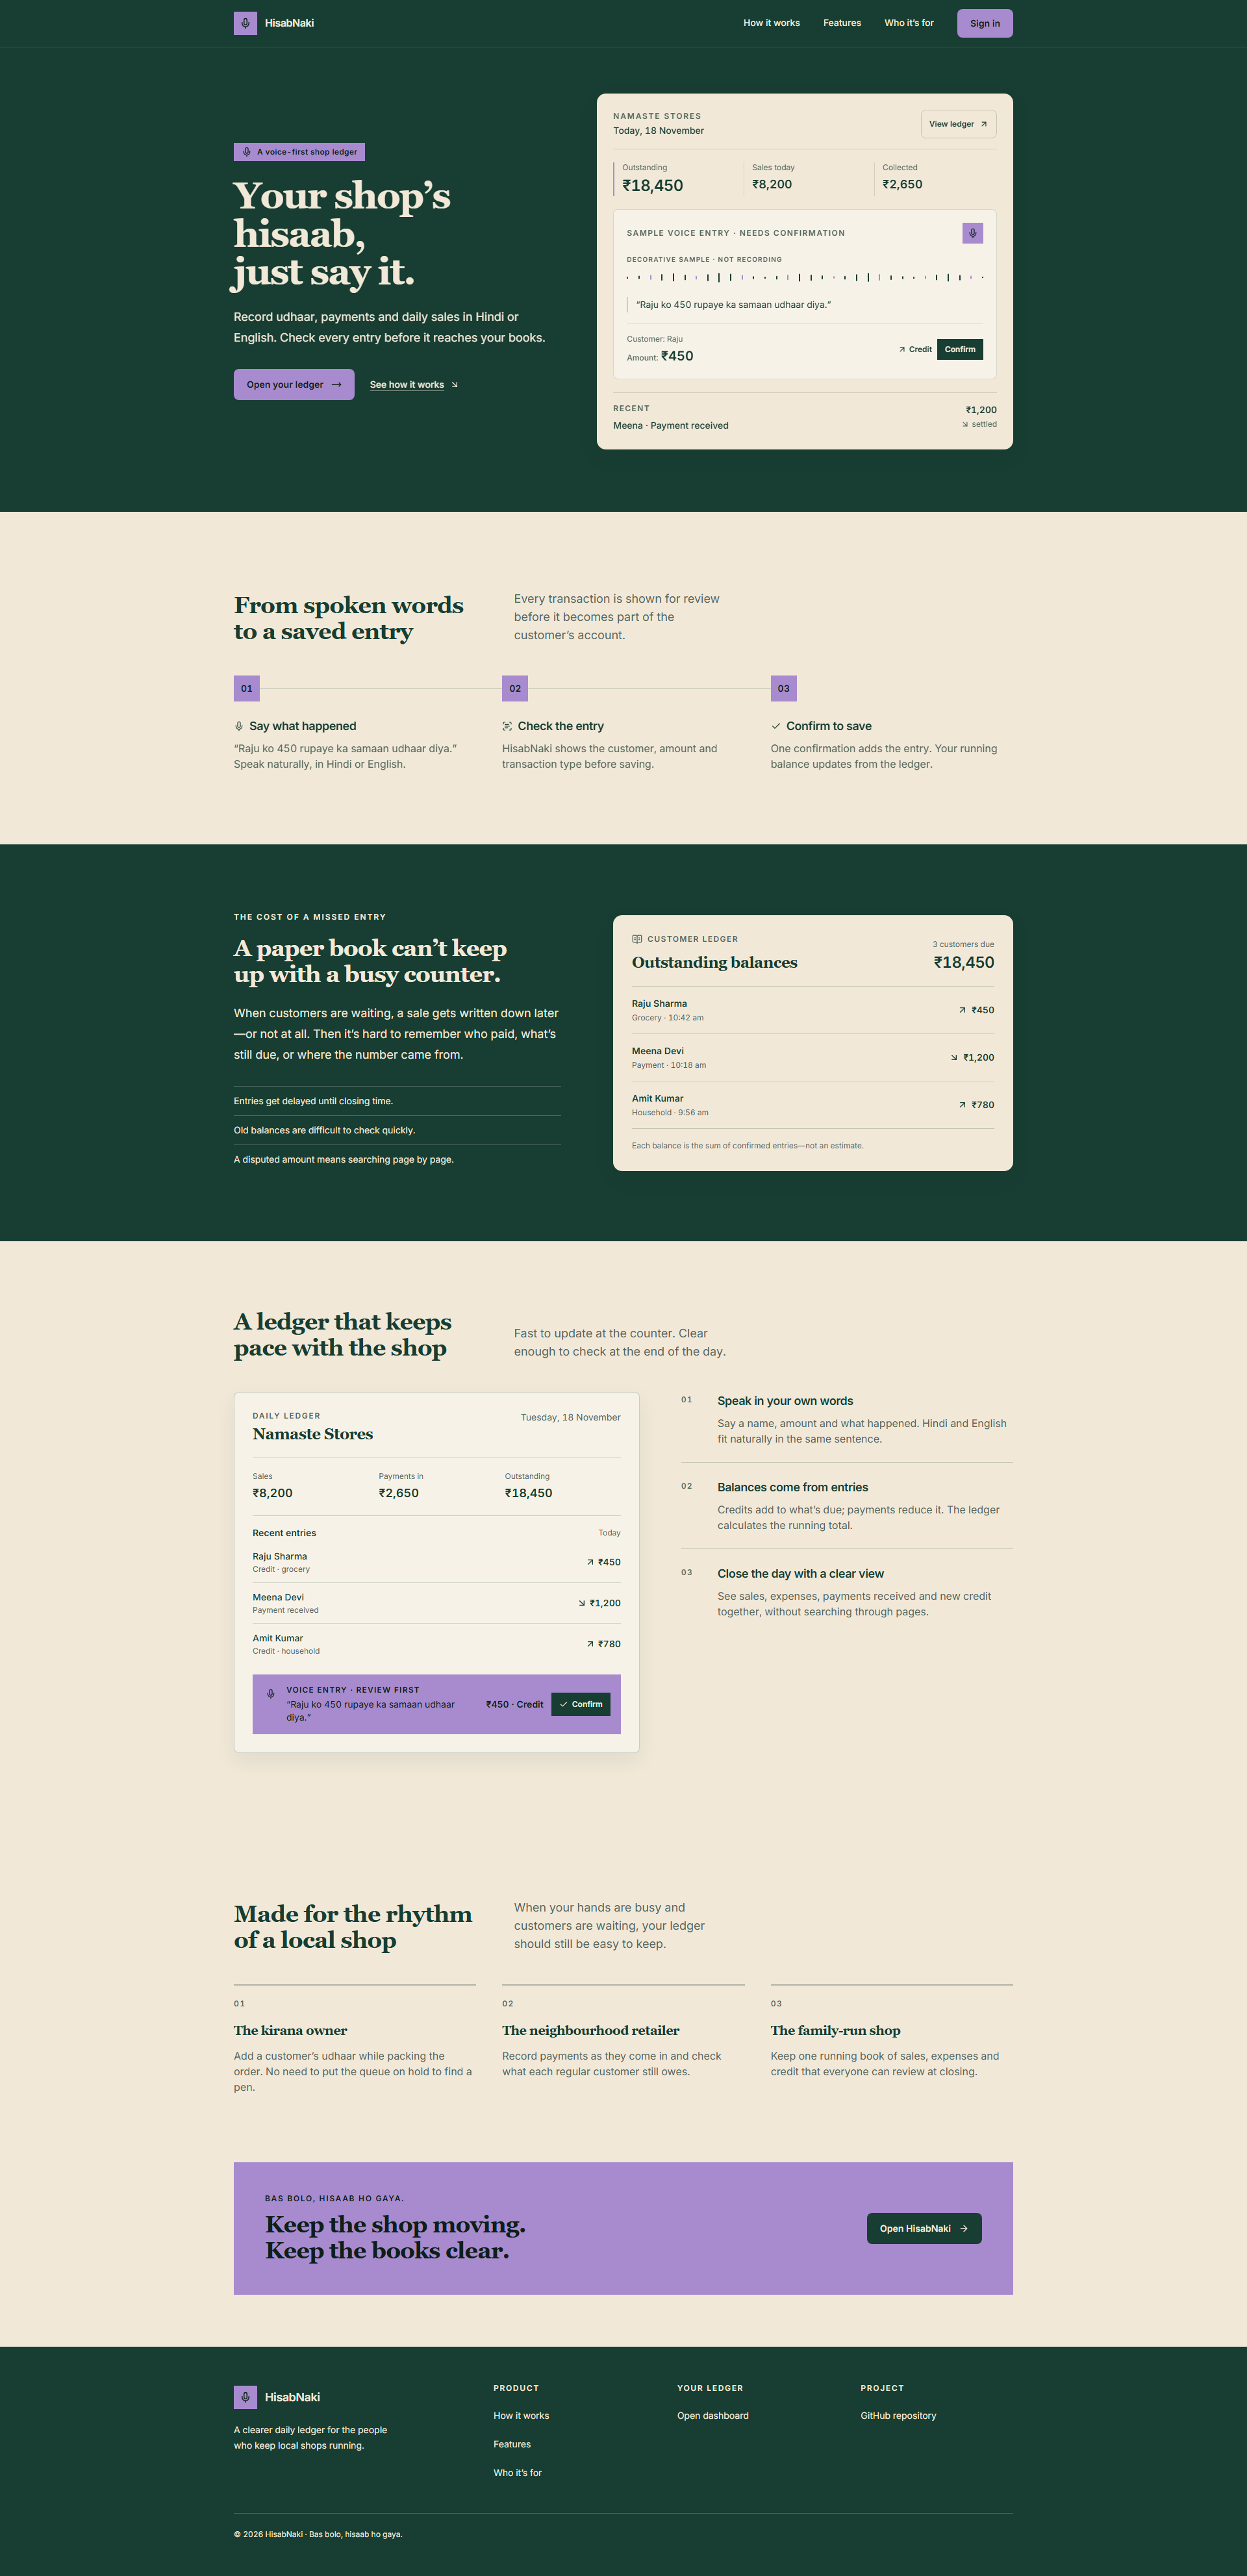 HisabNaki
How it works
Features
Who it’s for
Sign in
A voice-first shop ledger
Your shop’s
hisaab,
just say it.
Record udhaar, payments and daily sales in Hindi or
English. Check every entry before it reaches your books.
Open your ledger
See how it works
NAMASTE STORES
Today, 18 November
View ledger
Outstanding
₹18,450
Sales today
₹8,200
Collected
₹2,650
SAMPLE VOICE ENTRY · NEEDS CONFIRMATION
DECORATIVE SAMPLE · NOT RECORDING
“Raju ko 450 rupaye ka samaan udhaar diya.”
Customer: Raju
Amount: ₹450
Credit
Confirm
RECENT
Meena · Payment received
₹1,200
settled
From spoken words
to a saved entry
Every transaction is shown for review
before it becomes part of the
customer’s account.
01
02
03
Say what happened
“Raju ko 450 rupaye ka samaan udhaar diya.”
Speak naturally, in Hindi or English.
Check the entry
HisabNaki shows the customer, amount and
transaction type before saving.
Confirm to save
One confirmation adds the entry. Your running
balance updates from the ledger.
THE COST OF A MISSED ENTRY
A paper book can’t keep
up with a busy counter.
When customers are waiting, a sale gets written down later
—or not at all. Then it’s hard to remember who paid, what’s
still due, or where the number came from.
Entries get delayed until closing time.
Old balances are difficult to check quickly.
A disputed amount means searching page by page.
CUSTOMER LEDGER
Outstanding balances
3 customers due
₹18,450
Raju Sharma
Grocery · 10:42 am
₹450
Meena Devi
Payment · 10:18 am
₹1,200
Amit Kumar
Household · 9:56 am
₹780
Each balance is the sum of confirmed entries—not an estimate.
A ledger that keeps
pace with the shop
Fast to update at the counter. Clear
enough to check at the end of the day.
DAILY LEDGER
Namaste Stores
Tuesday, 18 November
Sales
₹8,200
Payments in
₹2,650
Outstanding
₹18,450
Recent entries
Today
Raju Sharma
Credit · grocery
₹450
Meena Devi
Payment received
₹1,200
Amit Kumar
Credit · household
₹780
VOICE ENTRY · REVIEW FIRST
“Raju ko 450 rupaye ka samaan udhaar
diya.”
₹450 · Credit
Confirm
01
Speak in your own words
Say a name, amount and what happened. Hindi and English
fit naturally in the same sentence.
02
Balances come from entries
Credits add to what’s due; payments reduce it. The ledger
calculates the running total.
03
Close the day with a clear view
See sales, expenses, payments received and new credit
together, without searching through pages.
Made for the rhythm
of a local shop
When your hands are busy and
customers are waiting, your ledger
should still be easy to keep.
01
The kirana owner
Add a customer’s udhaar while packing the
order. No need to put the queue on hold to find a
pen.
02
The neighbourhood retailer
Record payments as they come in and check
what each regular customer still owes.
03
The family-run shop
Keep one running book of sales, expenses and
credit that everyone can review at closing.
BAS BOLO, HISAAB HO GAYA.
Keep the shop moving.
Keep the books clear.
Open HisabNaki
HisabNaki
A clearer daily ledger for the people
who keep local shops running.
PRODUCT
How it works
Features
Who it’s for
YOUR LEDGER
Open dashboard
PROJECT
GitHub repository
© 2026 HisabNaki · Bas bolo, hisaab ho gaya.